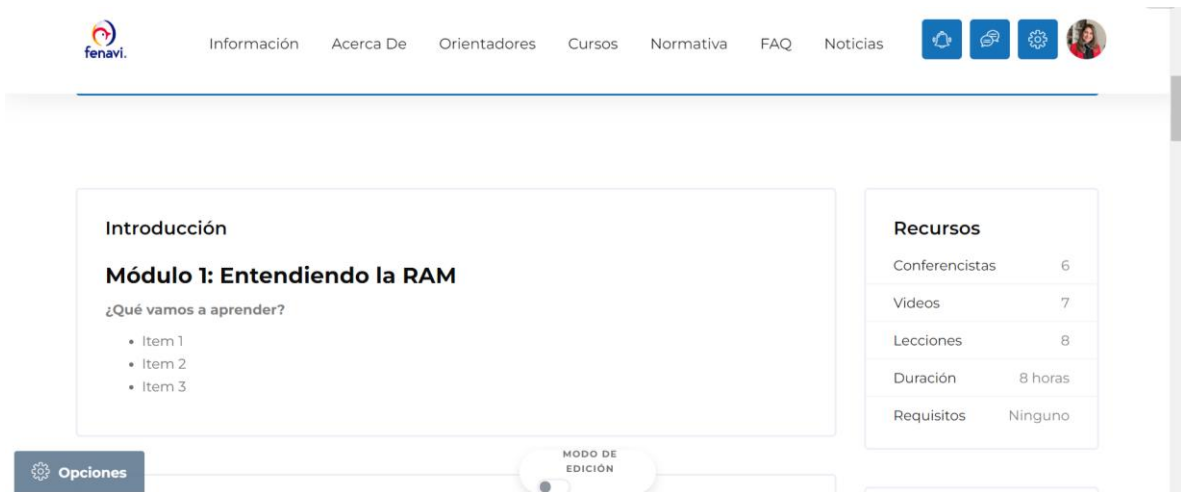 fenavi.
Información Acerca De Orientadores Cursos Normativa FAQ Noticias
Introducción
Módulo 1: Entendiendo la RAM
¿Qué vamos a aprender?
• Item 1
• Item 2
• Item 3
Recursos
Conferencistas 6
Videos 7
Lecciones 8
Duración 8 horas
Requisitos Ninguno
Opciones
MODO DE
EDICIÓN